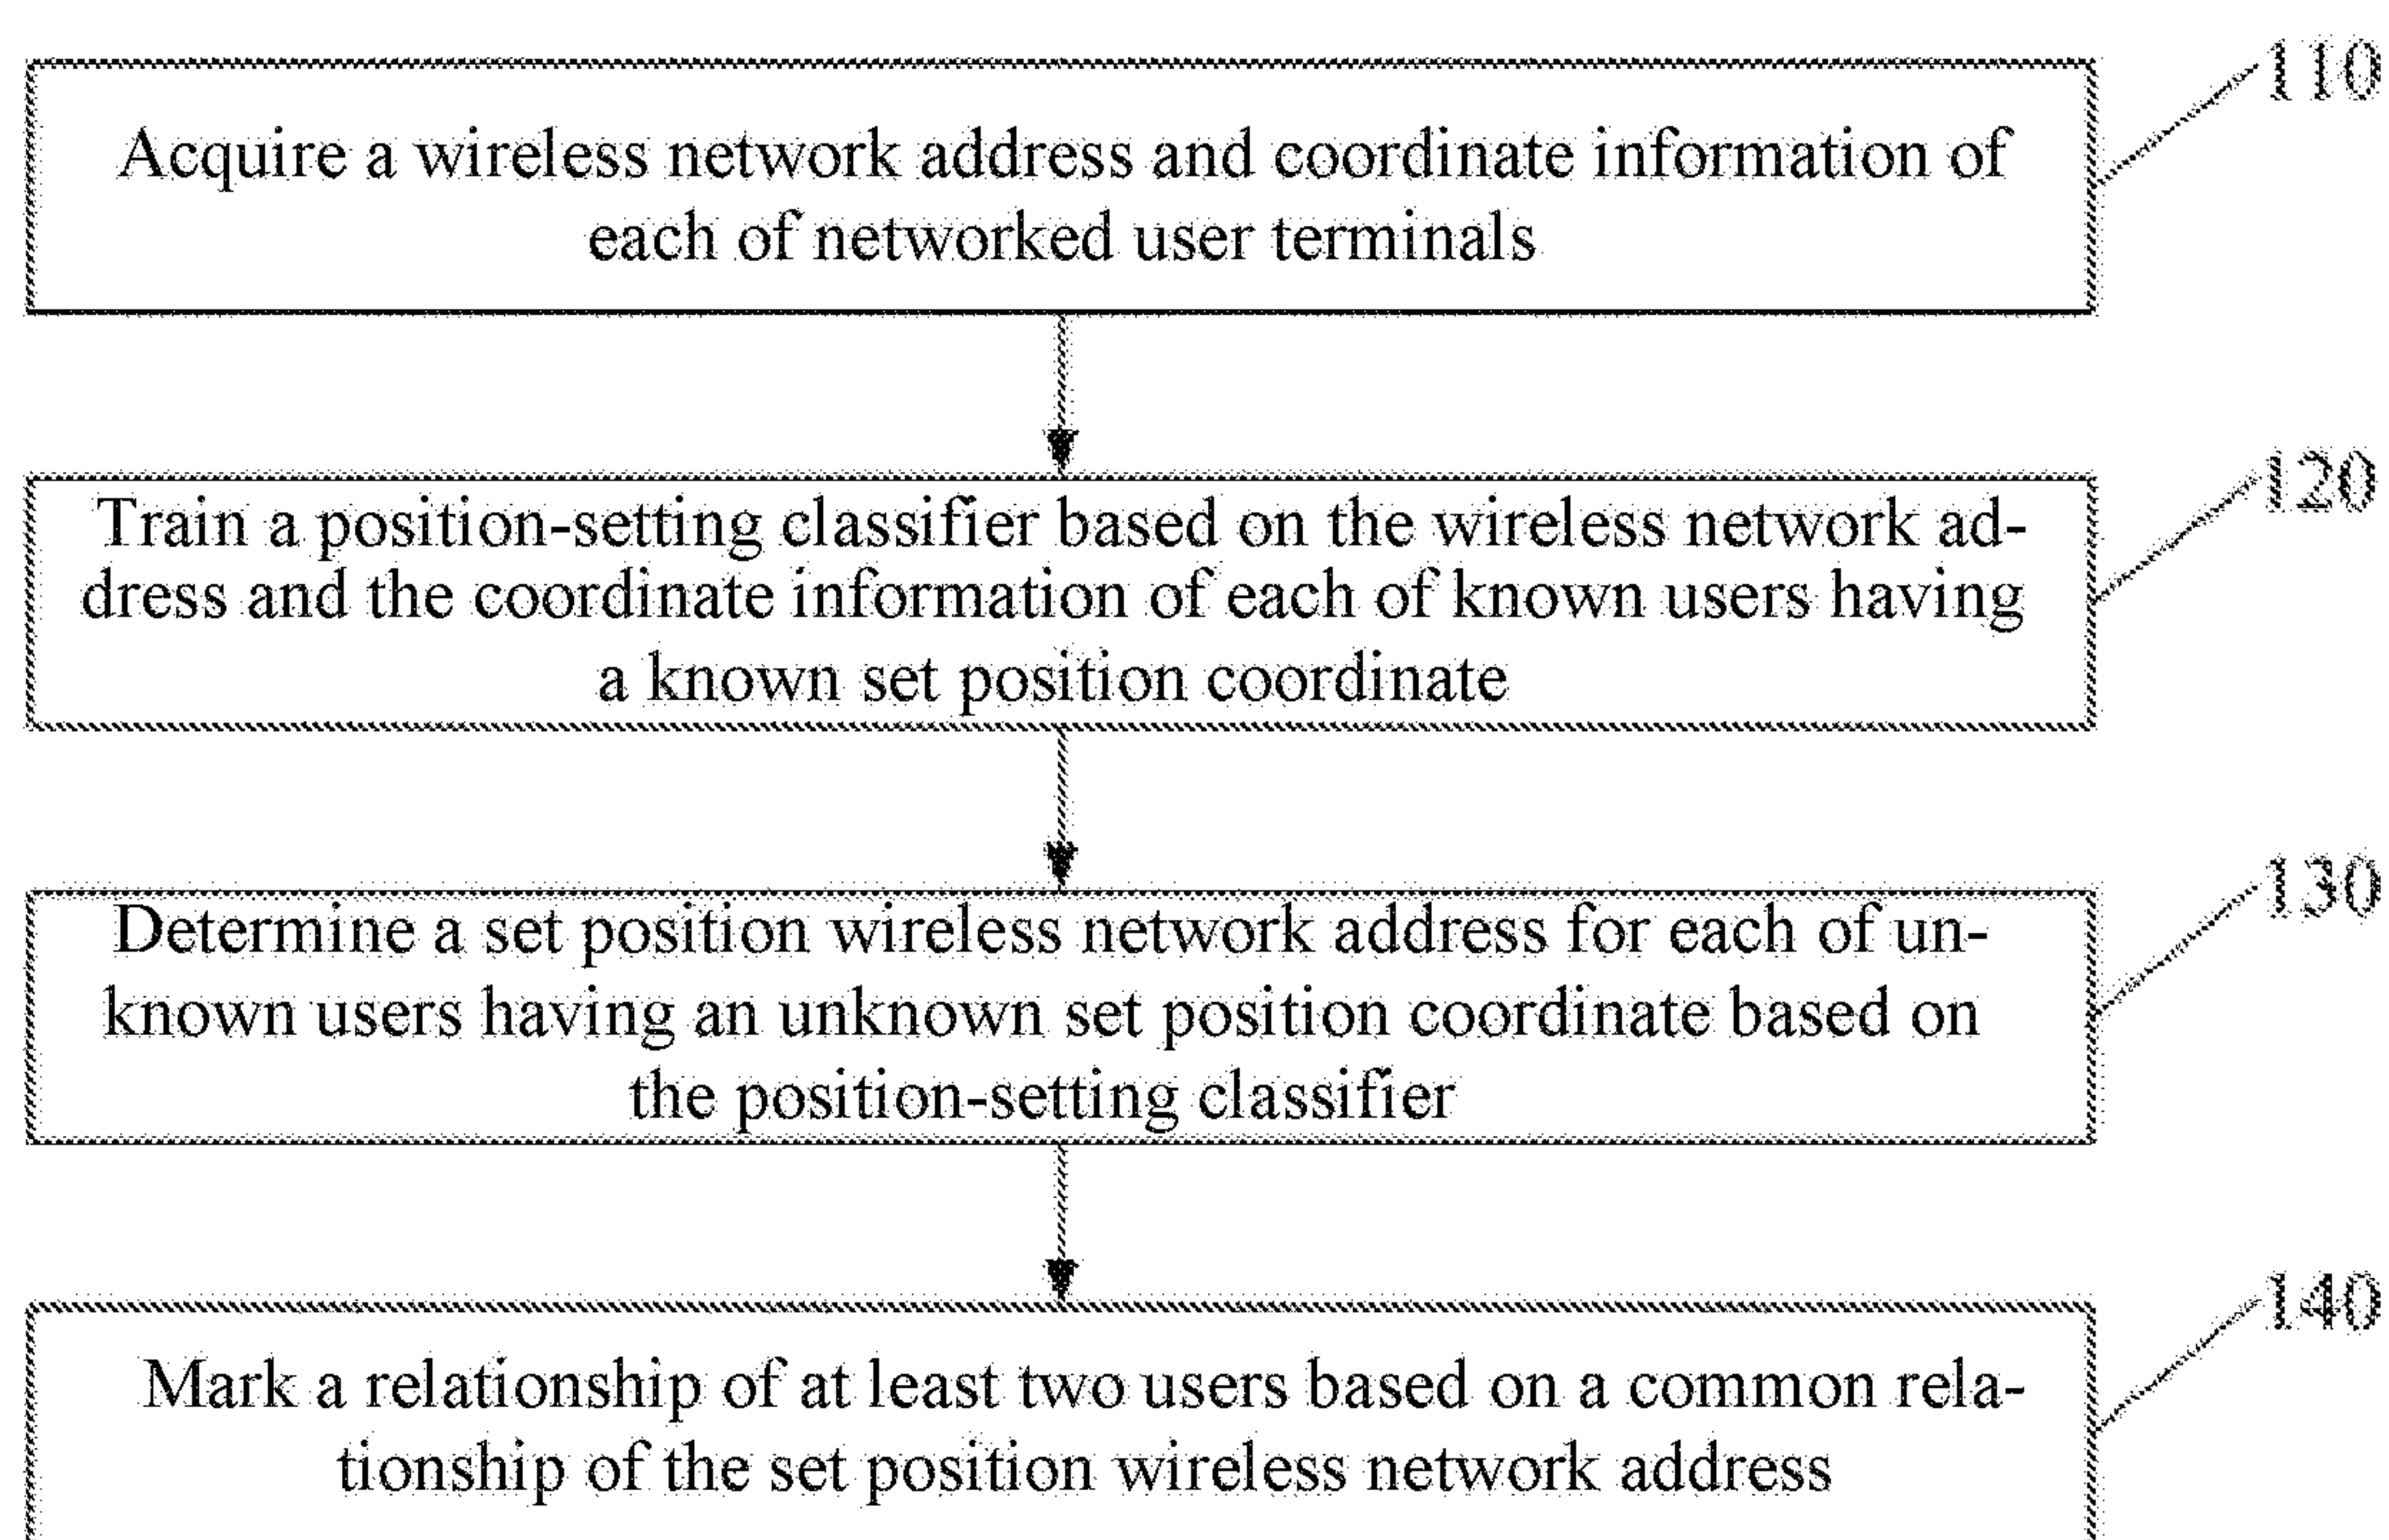 110
Acquire a wireless network address and coordinate information of
each of networked user terminals
120
Train a position-setting classifier based on the wireless network ad-
dress and the coordinate information of each of known users having
a known set position coordinate
130
Determine a set position wireless network address for each of un-
known users having an unknown set position coordinate based on
the position-setting classifier
140
Mark a relationship of at least two users based on a common rela-
tionship of the set position wireless network address